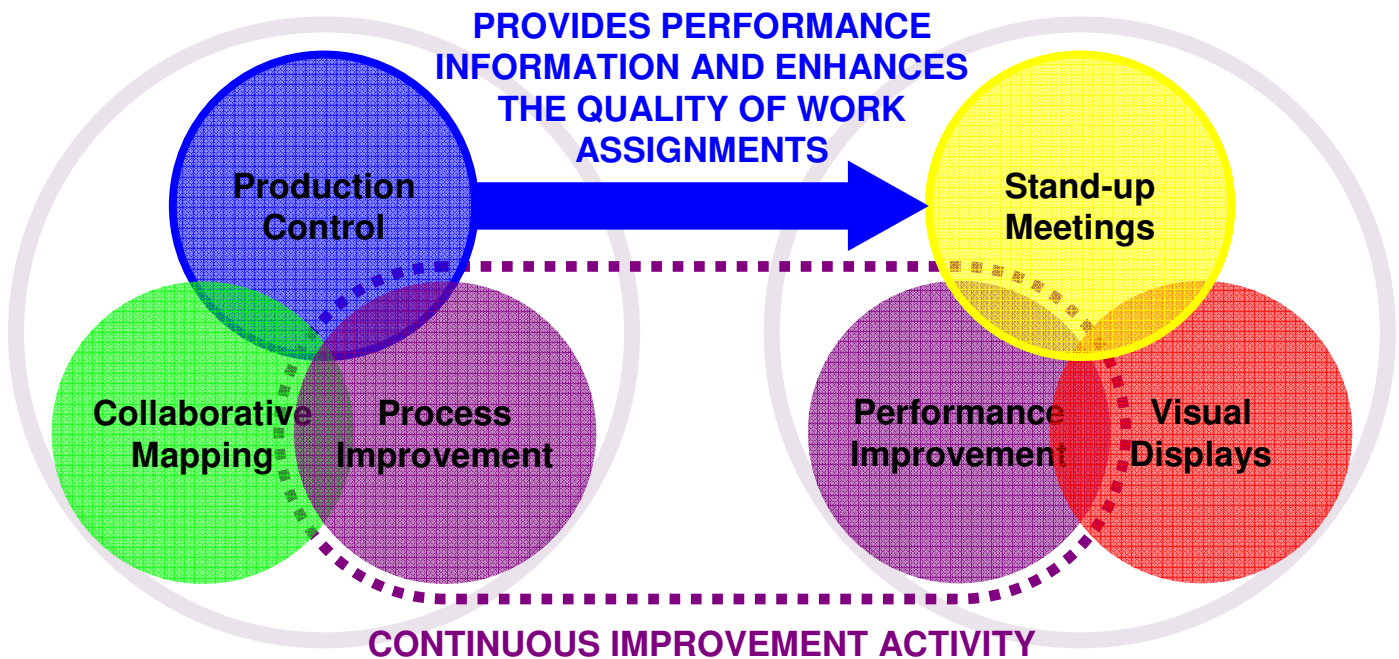 PROVIDES PERFORMANCE
INFORMATION AND ENHANCES
THE QUALITY OF WORK
ASSIGNMENTS
Production
Control
Stand-up
Meetings
Collaborative
Mapping
Process
Improvement
Performance
Improvement
Visual
Displays
CONTINUOUS IMPROVEMENT ACTIVITY